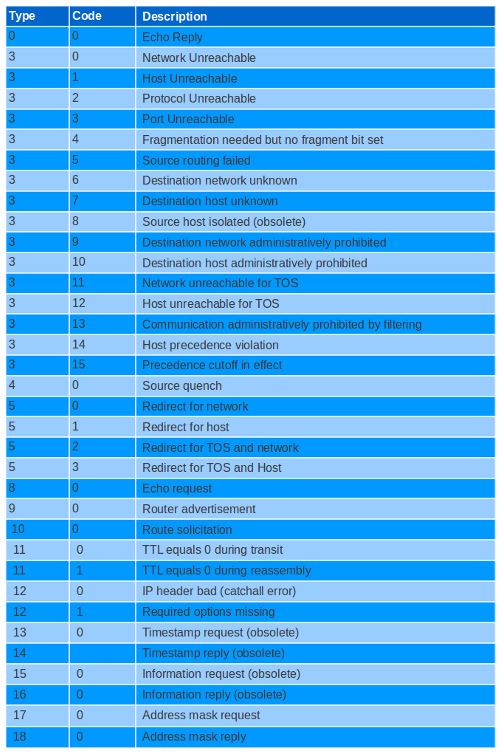 Type Code Description
0 0 Echo Reply
3 0 Network Unreachable
3 1 Host Unreachable
3 2 Protocol Unreachable
3 3 Port Unreachable
3 4 Fragmentation needed but no fragment bit set
3 5 Source routing failed
3 6 Destination network unknown
3 7 Destination host unknown
3 8 Source host isolated (obsolete)
3 9 Destination network administratively prohibited
3 10 Destination host administratively prohibited
3 11 Network unreachable for TOS
3 12 Host unreachable for TOS
3 13 Communication administratively prohibited by filtering
3 14 Host precedence violation
3 15 Precedence cutoff in effect
4 0 Source quench
5 0 Redirect for network
5 1 Redirect for host
5 2 Redirect for TOS and network
5 3 Redirect for TOS and Host
8 0 Echo request
9 0 Router advertisement
10 0 Route solicitation
11 0 TTL equals 0 during transit
11 1 TTL equals 0 during reassembly
12 0 IP header bad (catchall error)
12 1 Required options missing
13 0 Timestamp request (obsolete)
14 Timestamp reply (obsolete)
15 0 Information request (obsolete)
16 0 Information reply (obsolete)
17 0 Address mask request
18 0 Address mask reply